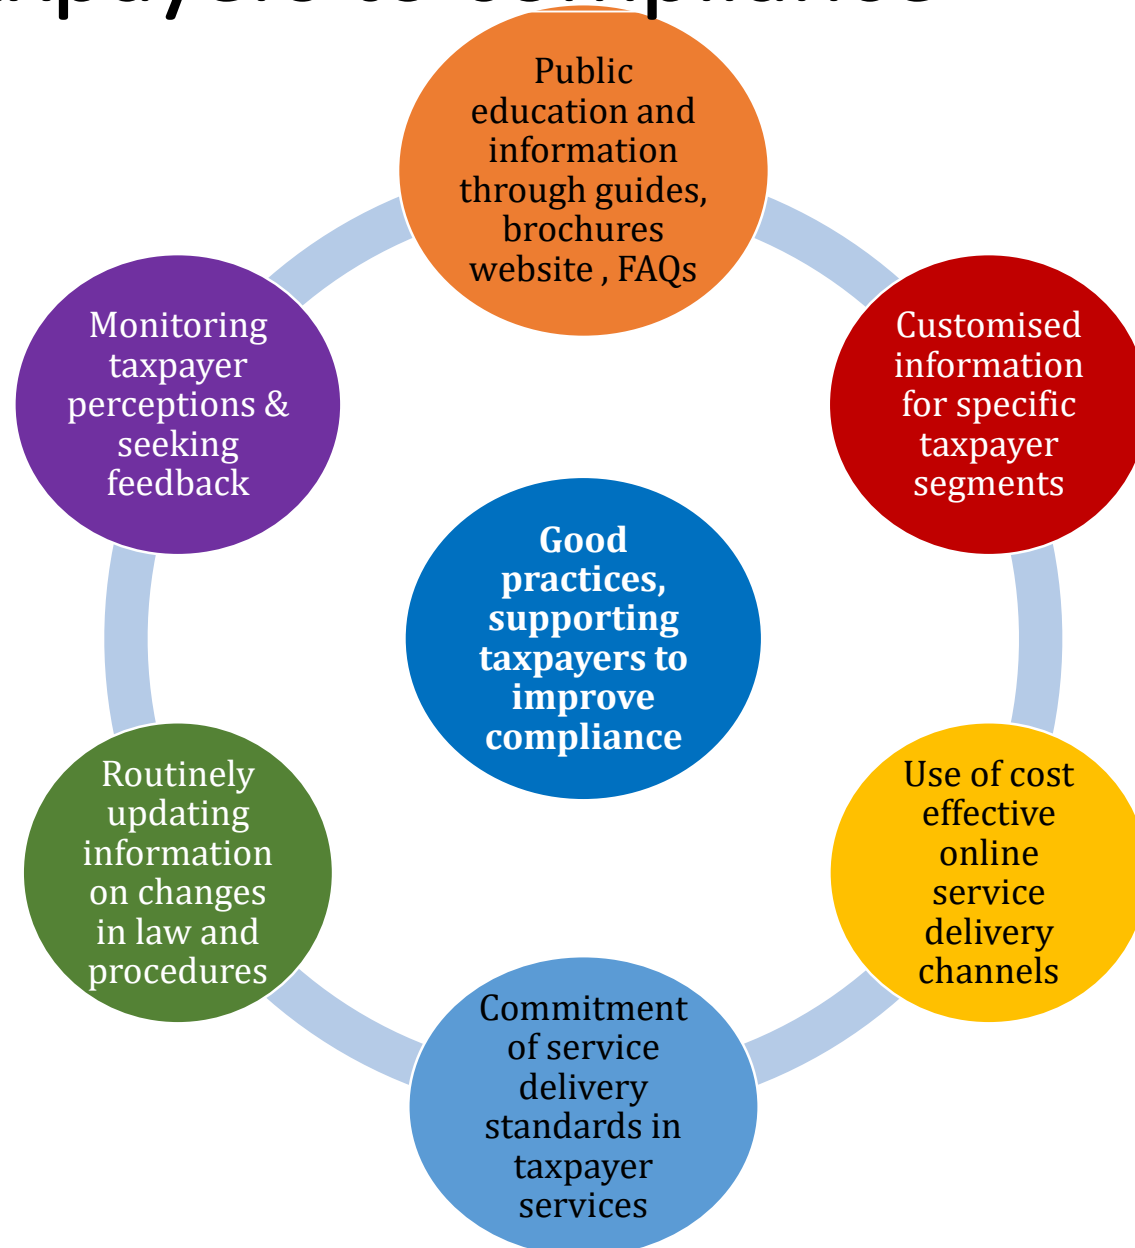 to compliance
Public
education and
information
through guides,
brochures
website , FAQs
Customised
information
for specific
taxpayer
segments
Use of cost
effective
online
service
delivery
channels
Commitment
of service
delivery
standards in
taxpayer
services
Routinely
updating
information
on changes
in law and
procedures
Monitoring
taxpayer
perceptions &
seeking
feedback
Good
practices,
supporting
taxpayers to
improve
compliance